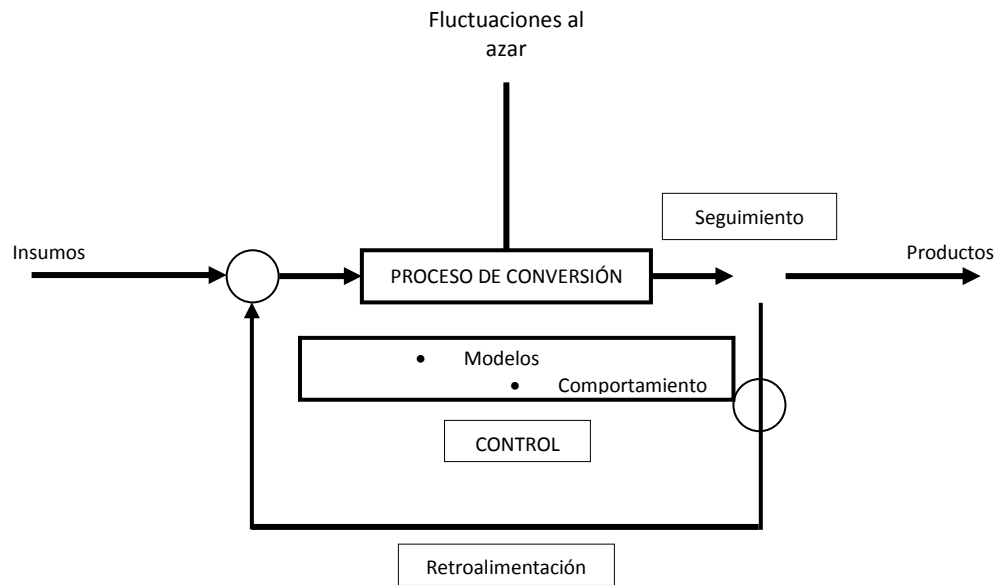 Fluctuaciones al
azar
Seguimiento
Insumos
Productos
PROCESO DE CONVERSIÓN
• Modelos
• Comportamiento
CONTROL
Retroalimentación